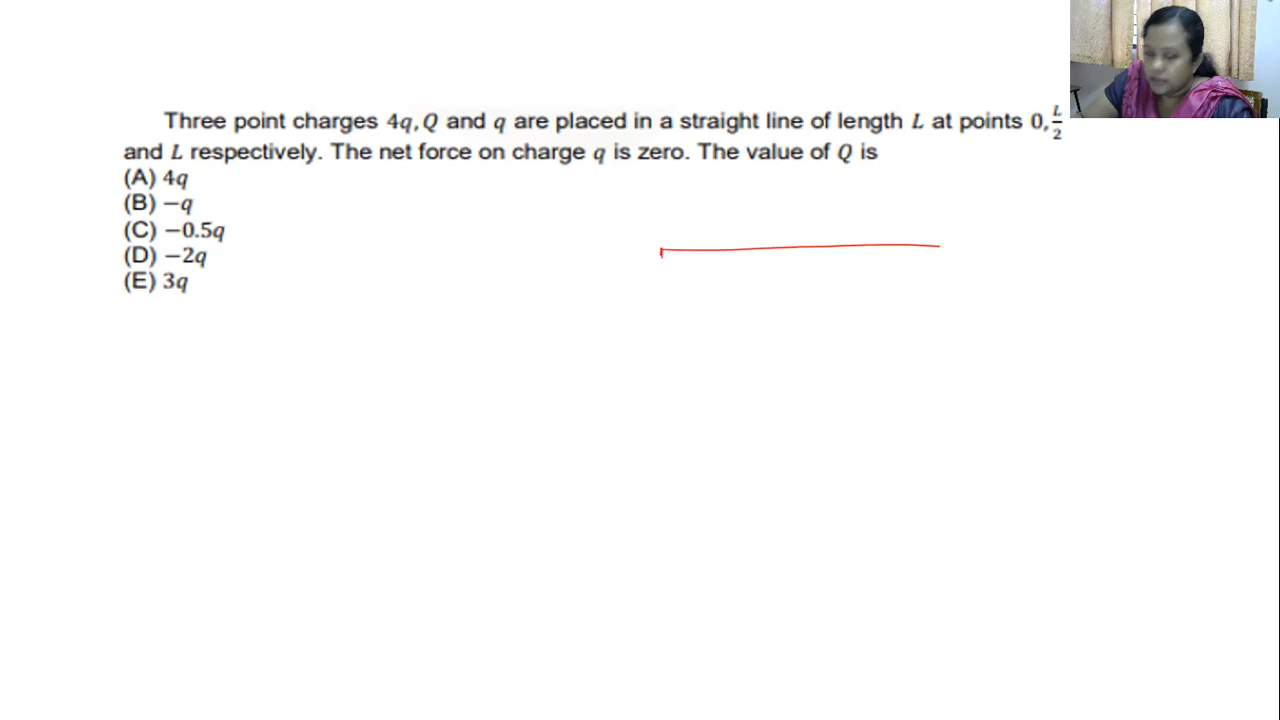 Three point charges 4q, Q and q are placed in a straight line of length L at points 0, L/2
and L respectively. The net force on charge q is zero. The value of Q is
(A) 4q
(B) −q
(C) −0.5q
(D) −2q
(E) 3q